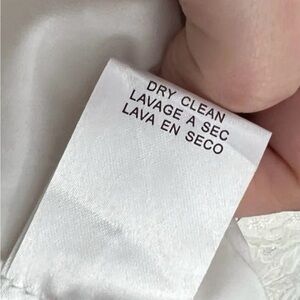 DRY CLEAN
LAVAGE A SEC
LAVA EN SECO